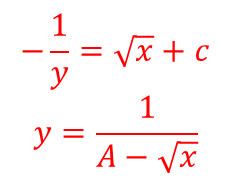 −1/y = √x + c
y = 1/(A − √x)